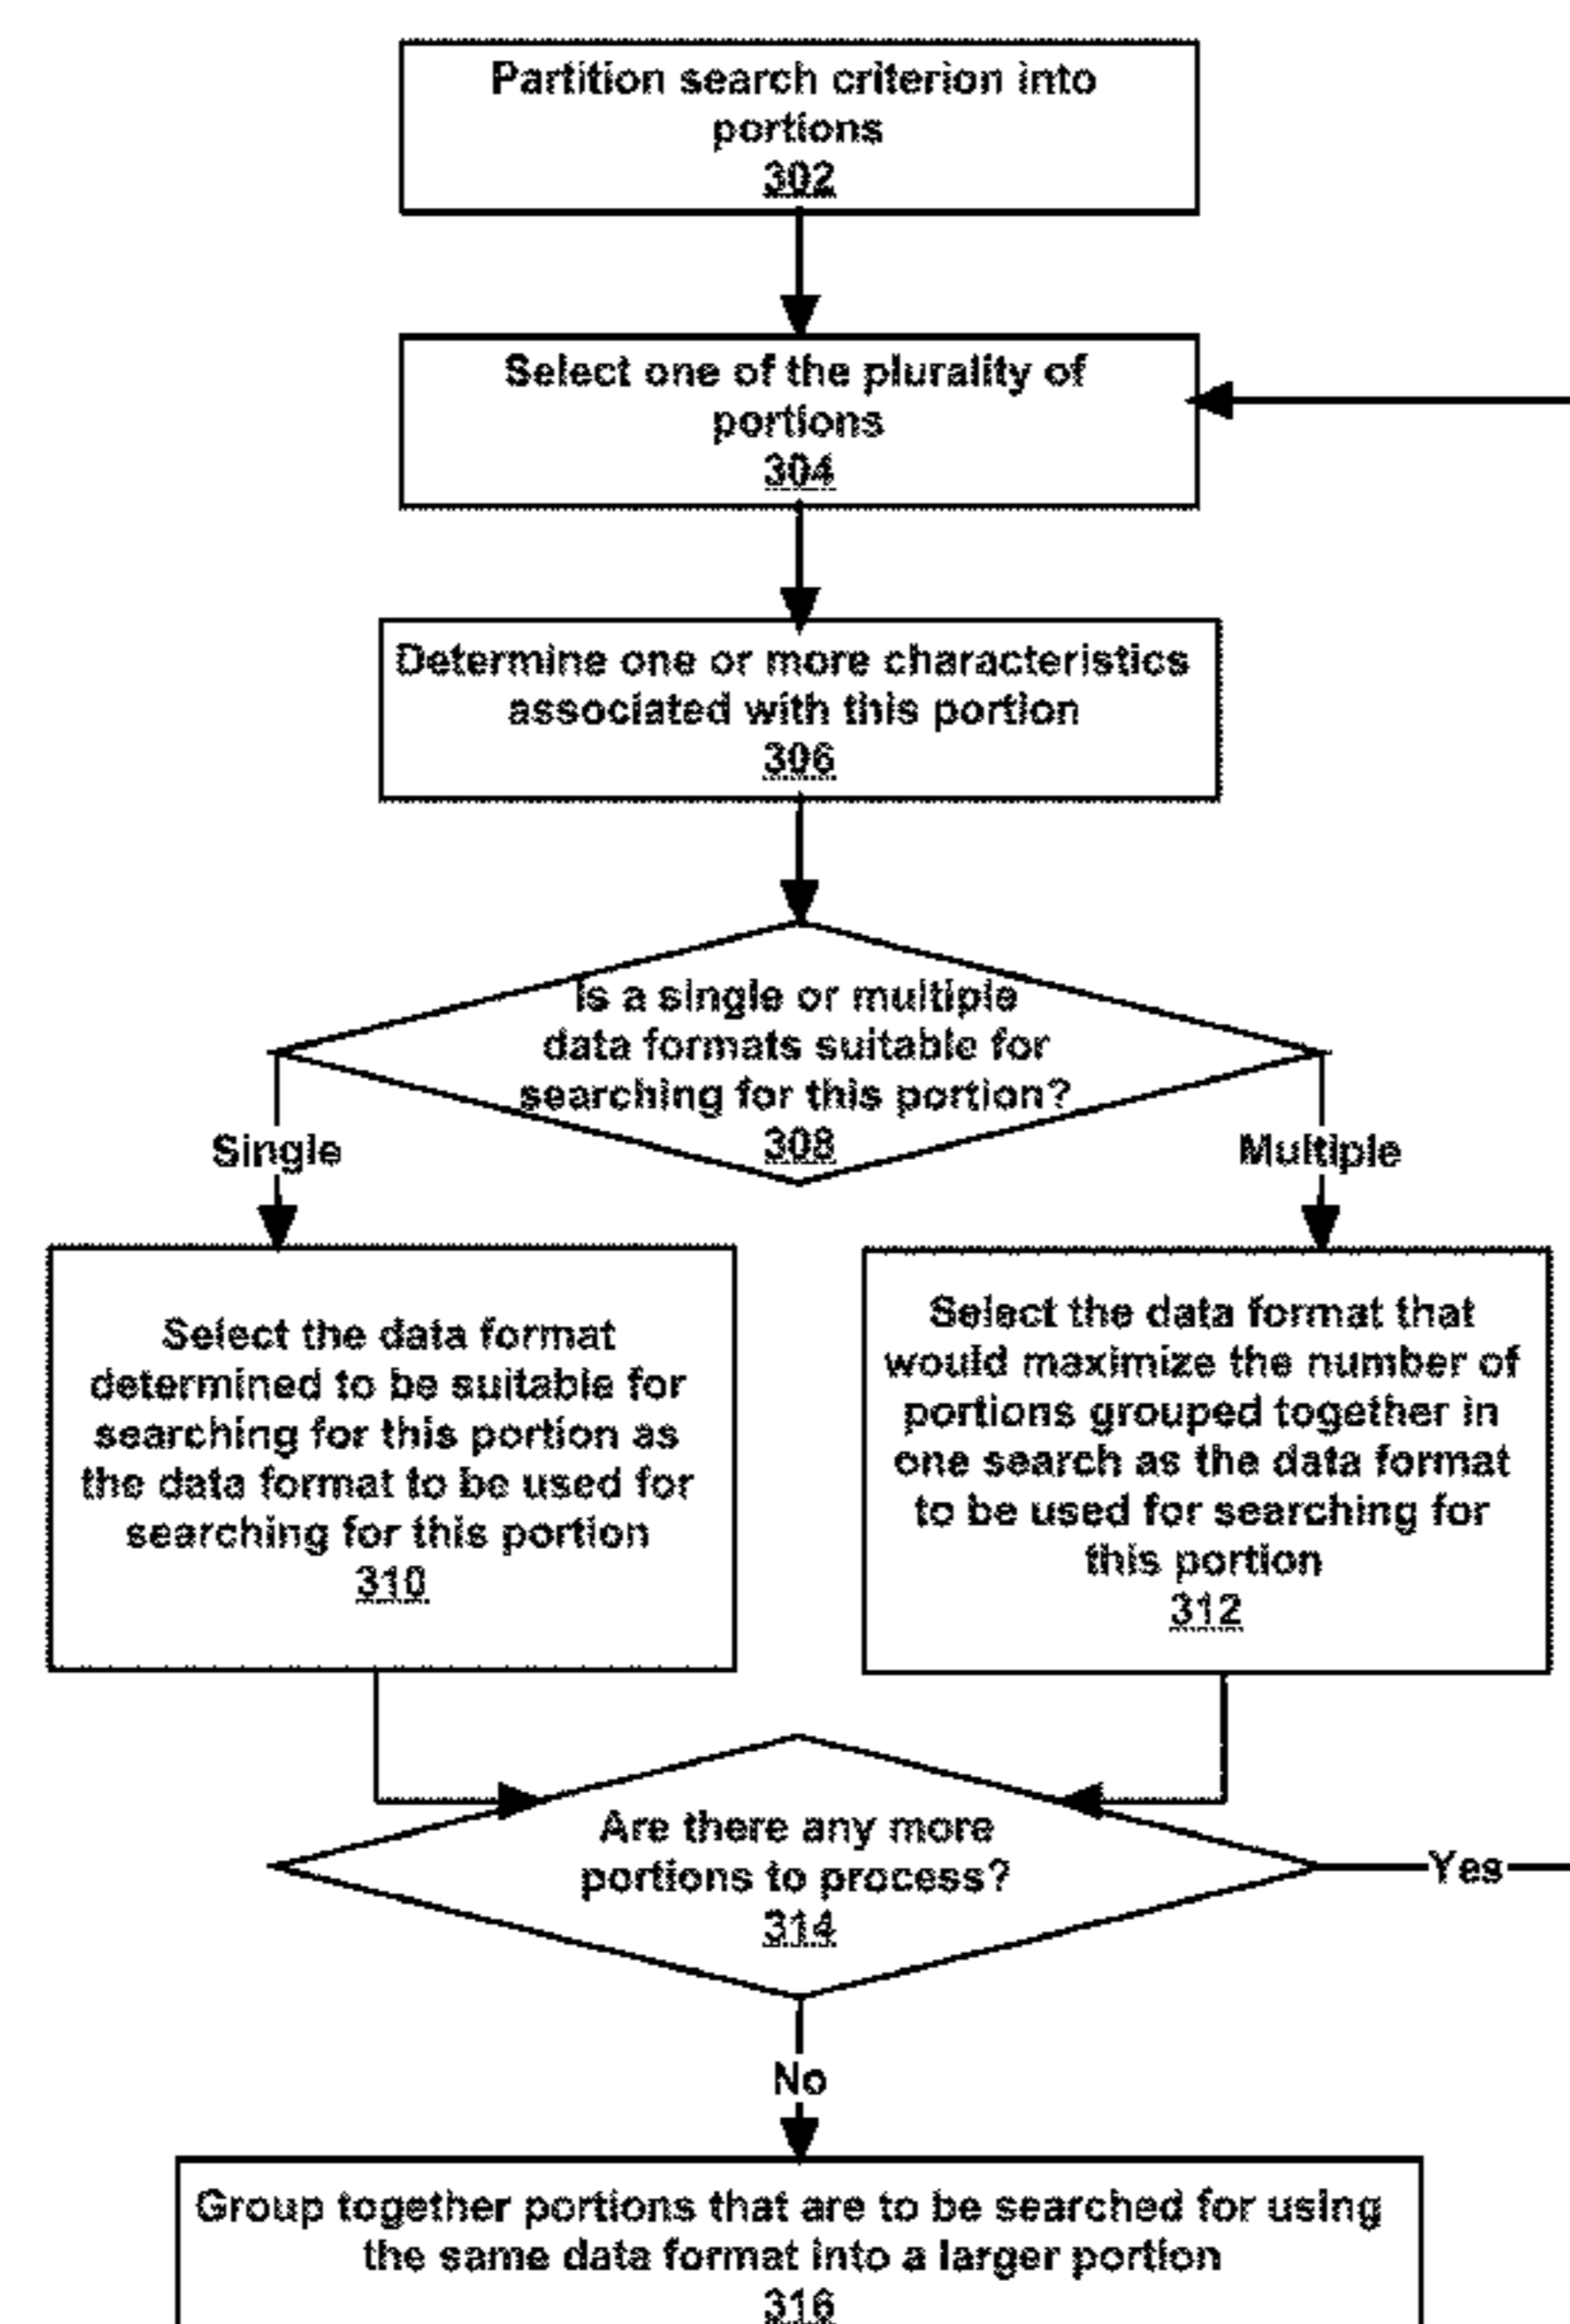 Partition search criterion into
portions
302
Select one of the plurality of
portions
304
Determine one or more characteristics
associated with this portion
306
Is a single or multiple
data formats suitable for
searching for this portion?
308
Single
Multiple
Select the data format
determined to be suitable for
searching for this portion as
the data format to be used for
searching for this portion
310
Select the data format that
would maximize the number of
portions grouped together in
one search as the data format
to be used for searching for
this portion
312
Are there any more
portions to process?
314
Yes
No
Group together portions that are to be searched for using
the same data format into a larger portion
316